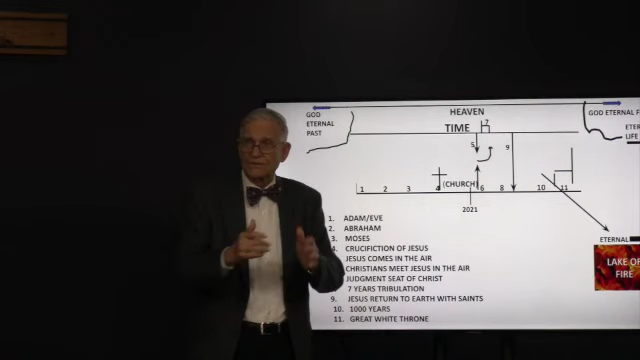 HEAVEN
GOD
ETERNAL
PAST
GOD ETERNAL F
TIME
7
ETER
LIFE
5
9
(CHURCH)
1 2 3 4 6 8 10 11
2021
1. ADAM/EVE
2. ABRAHAM
3. MOSES
4. CRUCIFICTION OF JESUS
JESUS COMES IN THE AIR
CHRISTIANS MEET JESUS IN THE AIR
JUDGMENT SEAT OF CHRIST
7 YEARS TRIBULATION
9. JESUS RETURN TO EARTH WITH SAINTS
10. 1000 YEARS
11. GREAT WHITE THRONE
ETERNAL
LAKE OF
FIRE